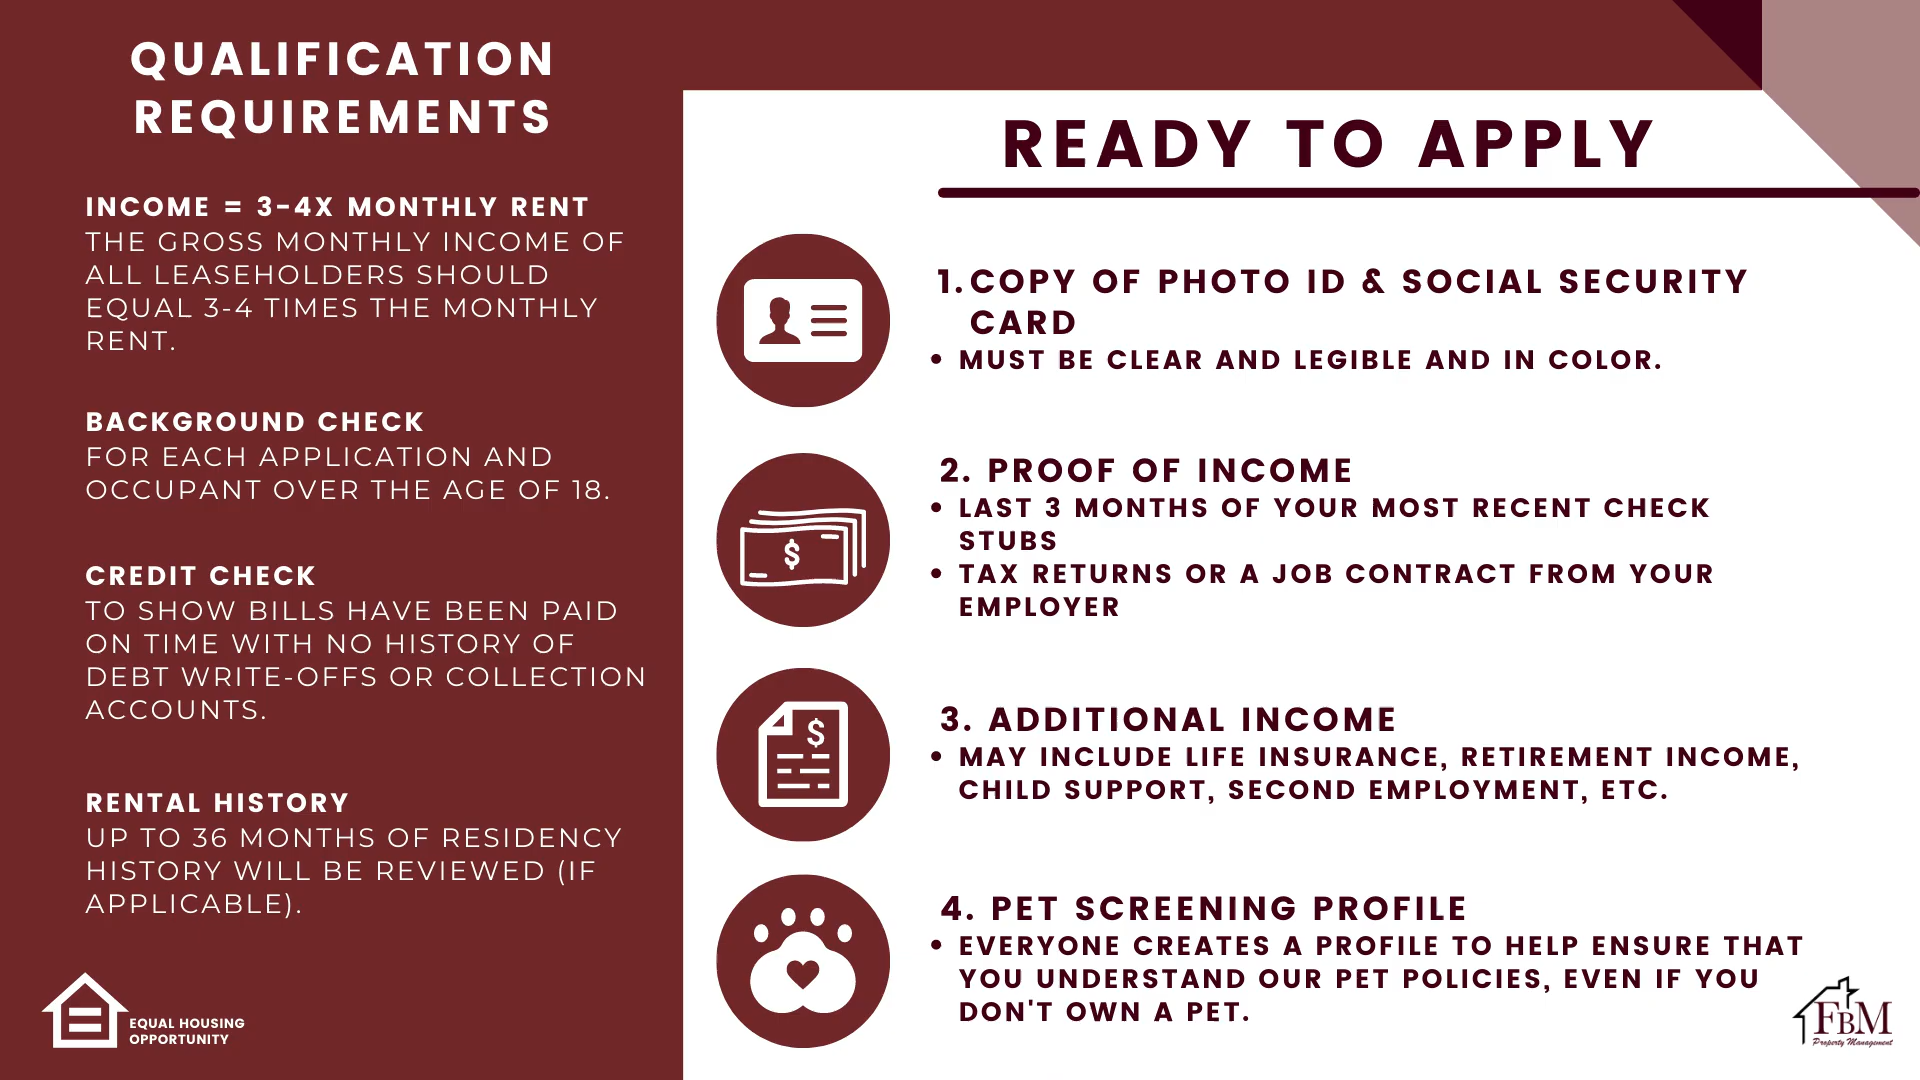 QUALIFICATION
REQUIREMENTS
INCOME = 3-4X MONTHLY RENT
THE GROSS MONTHLY INCOME OF
ALL LEASEHOLDERS SHOULD
EQUAL 3-4 TIMES THE MONTHLY
RENT.
BACKGROUND CHECK
FOR EACH APPLICATION AND
OCCUPANT OVER THE AGE OF 18.
CREDIT CHECK
TO SHOW BILLS HAVE BEEN PAID
ON TIME WITH NO HISTORY OF
DEBT WRITE-OFFS OR COLLECTION
ACCOUNTS.
RENTAL HISTORY
UP TO 36 MONTHS OF RESIDENCY
HISTORY WILL BE REVIEWED (IF
APPLICABLE).
EQUAL HOUSING
OPPORTUNITY
READY TO APPLY
1. COPY OF PHOTO ID & SOCIAL SECURITY
CARD
• MUST BE CLEAR AND LEGIBLE AND IN COLOR.
2. PROOF OF INCOME
• LAST 3 MONTHS OF YOUR MOST RECENT CHECK
STUBS
• TAX RETURNS OR A JOB CONTRACT FROM YOUR
EMPLOYER
$
3. ADDITIONAL INCOME
• MAY INCLUDE LIFE INSURANCE, RETIREMENT INCOME,
CHILD SUPPORT, SECOND EMPLOYMENT, ETC.
$
4. PET SCREENING PROFILE
• EVERYONE CREATES A PROFILE TO HELP ENSURE THAT
YOU UNDERSTAND OUR PET POLICIES, EVEN IF YOU
DON'T OWN A PET.
FBM
Property Management